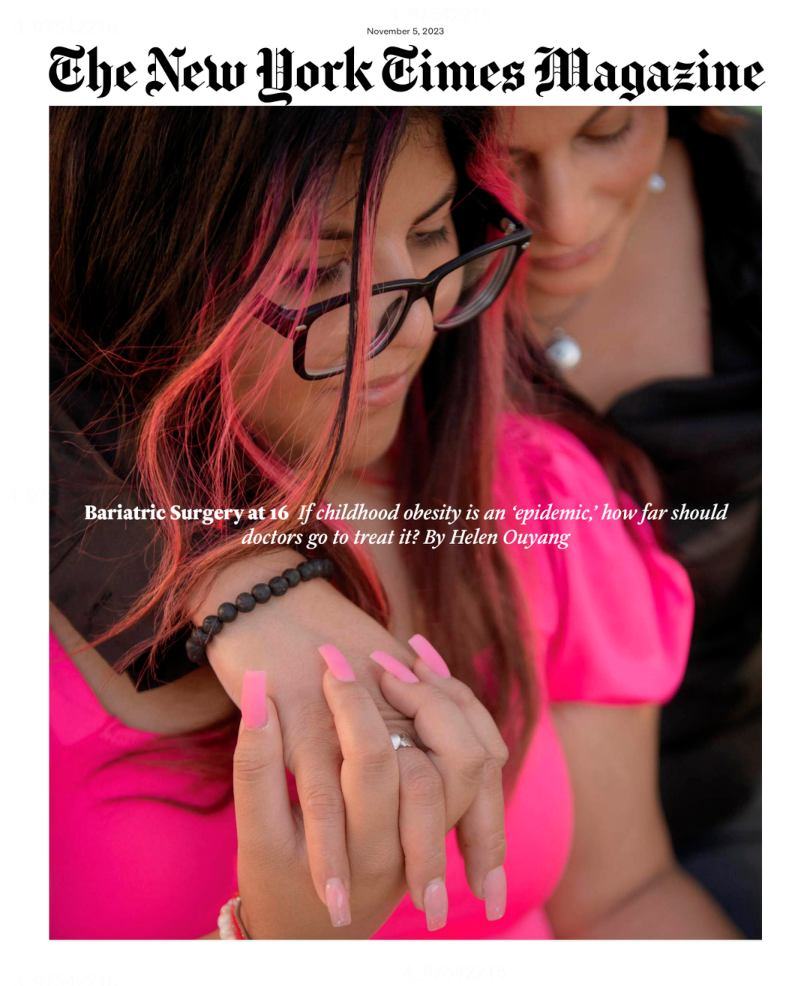 November 5, 2023
The New York Times Magazine
Bariatric Surgery at 16 If childhood obesity is an ‘epidemic,’ how far should
doctors go to treat it? By Helen Ouyang